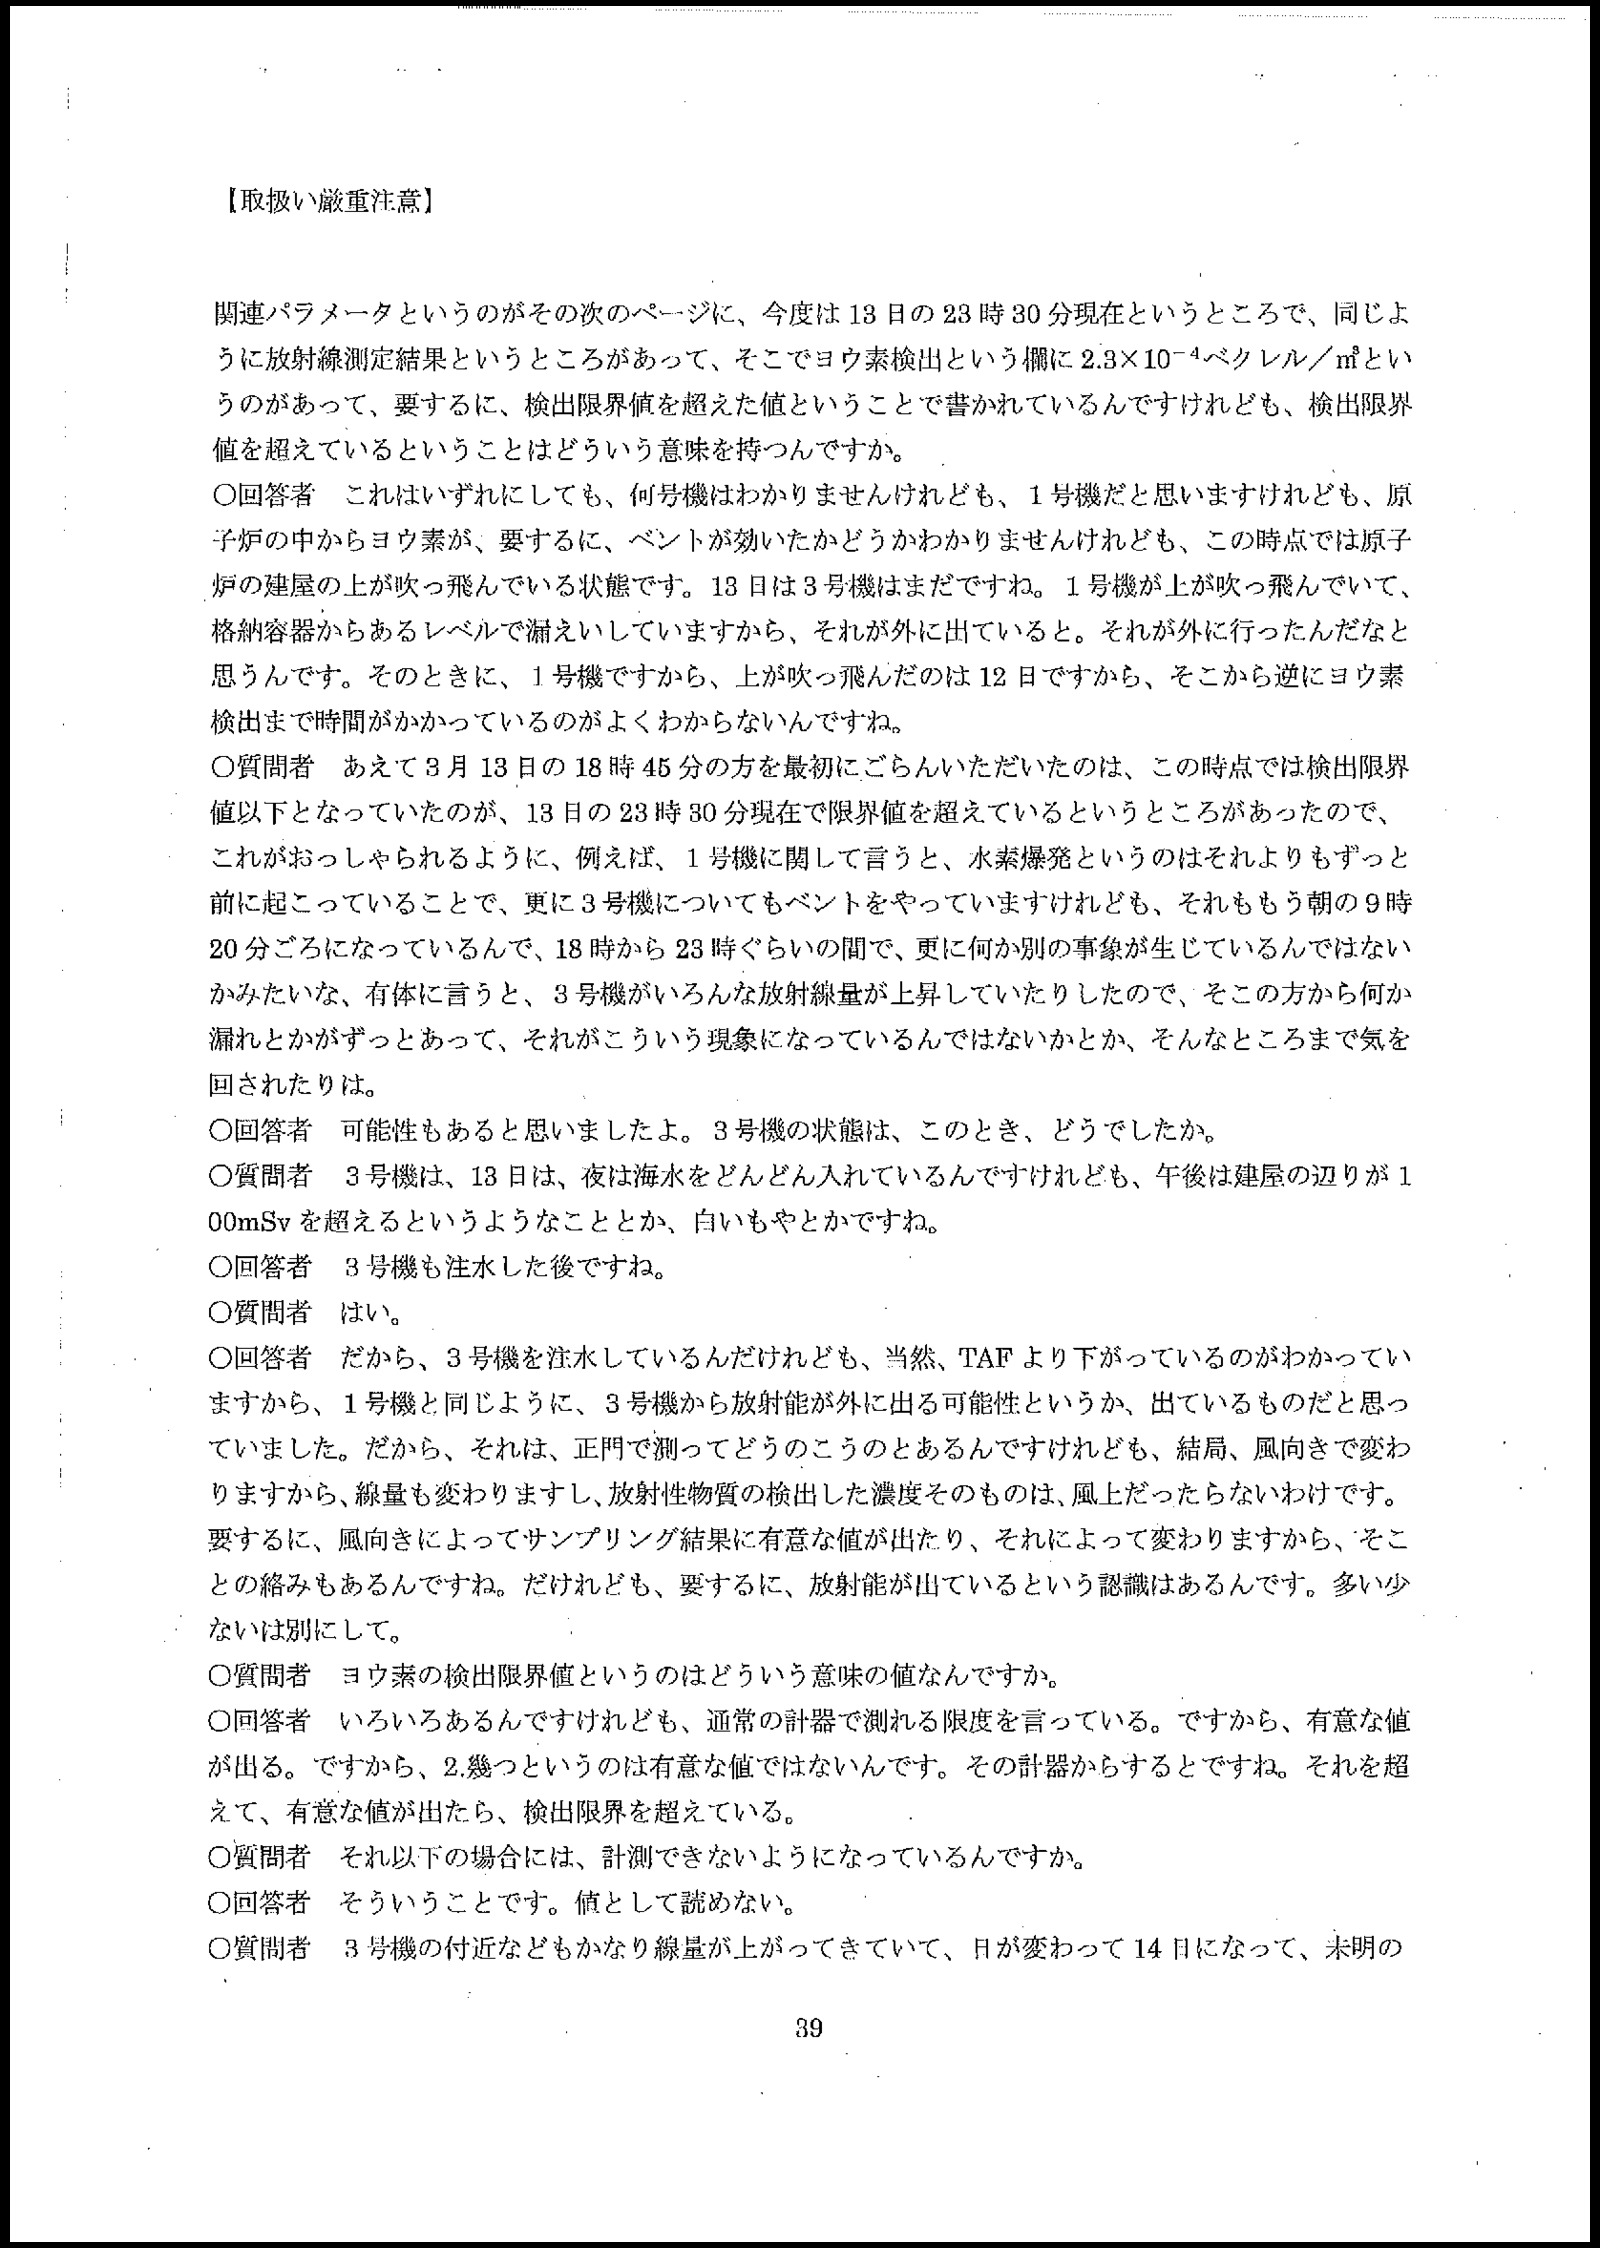 【取扱い厳重注意】
関連パラメータというのがその次のページに、今度は 13 日の 23 時 30 分現在というところで、同じよ
うに放射線測定結果というところがあって、そこでヨウ素検出という欄に 2.3×10⁻⁴ベクレル／㎡とい
うのがあって、要するに、検出限界値を超えた値ということで書かれているんですけれども、検出限界
値を超えているということはどういう意味を持つんですか。
○回答者　これはいずれにしても、何号機はわかりませんけれども、１号機だと思いますけれども、原
子炉の中からヨウ素が、要するに、ベントが効いたかどうかわかりませんけれども、この時点では原子
炉の建屋の上が吹っ飛んでいる状態です。13 日は３号機はまだですね。１号機が上が吹っ飛んでいて、
格納容器からあるレベルで漏えいしていますから、それが外に出ていると。それが外に行ったんだなと
思うんです。そのときに、１号機ですから、上が吹っ飛んだのは 12 日ですから、そこから逆にヨウ素
検出まで時間がかかっているのがよくわからないんですね。
○質問者　あえて３月 13 日の 18 時 45 分の方を最初にごらんいただいたのは、この時点では検出限界
値以下となっていたのが、13 日の 23 時 30 分現在で限界値を超えているというところがあったので、
これがおっしゃられるように、例えば、１号機に関して言うと、水素爆発というのはそれよりもずっと
前に起こっていることで、更に３号機についてもベントをやっていますけれども、それももう朝の９時
20 分ごろになっているんで、18 時から 23 時ぐらいの間で、更に何か別の事象が生じているんではない
かみたいな、有体に言うと、３号機がいろんな放射線量が上昇していたりしたので、そこの方から何か
漏れとかがずっとあって、それがこういう現象になっているんではないかとか、そんなところまで気を
回されたりは。
○回答者　可能性もあると思いましたよ。３号機の状態は、このとき、どうでしたか。
○質問者　３号機は、13 日は、夜は海水をどんどん入れているんですけれども、午後は建屋の辺りが 1
00mSv を超えるというようなこととか、白いもやとかですね。
○回答者　３号機も注水した後ですね。
○質問者　はい。
○回答者　だから、３号機を注水しているんだけれども、当然、TAF より下がっているのがわかってい
ますから、１号機と同じように、３号機から放射能が外に出る可能性というか、出ているものだと思っ
ていました。だから、それは、正門で測ってどうのこうのとあるんですけれども、結局、風向きで変わ
りますから、線量も変わりますし、放射性物質の検出した濃度そのものは、風上だったらないわけです。
要するに、風向きによってサンプリング結果に有意な値が出たり、それによって変わりますから、そこ
との絡みもあるんですね。だけれども、要するに、放射能が出ているという認識はあるんです。多い少
ないは別にして。
○質問者　ヨウ素の検出限界値というのはどういう意味の値なんですか。
○回答者　いろいろあるんですけれども、通常の計器で測れる限度を言っている。ですから、有意な値
が出る。ですから、2.幾つというのは有意な値ではないんです。その計器からするとですね。それを超
えて、有意な値が出たら、検出限界を超えている。
○質問者　それ以下の場合には、計測できないようになっているんですか。
○回答者　そういうことです。値として読めない。
○質問者　３号機の付近などもかなり線量が上がってきていて、日が変わって 14 日になって、未明の
39